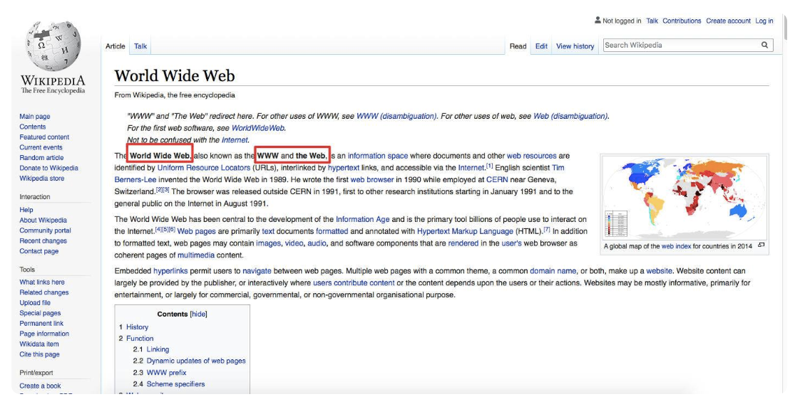 Not logged in Talk Contributions Create account Log in
Article Talk
Read Edit View history Search Wikipedia
WIKIPEDIA
The Free Encyclopedia
Main page
Contents
Featured content
Current events
Random article
Donate to Wikipedia
Wikipedia store
Interaction
Help
About Wikipedia
Community portal
Recent changes
Contact page
Tools
What links here
Related changes
Upload file
Special pages
Permanent link
Page information
Wikidata item
Cite this page
Print/export
Create a book
World Wide Web
From Wikipedia, the free encyclopedia
"WWW" and "The Web" redirect here. For other uses of WWW, see WWW (disambiguation). For other uses of web, see Web (disambiguation).
For the first web software, see WorldWideWeb.
Not to be confused with the Internet.
The World Wide Web, also known as the WWW and the Web, is an information space where documents and other web resources are
identified by Uniform Resource Locators (URLs), interlinked by hypertext links, and accessible via the Internet.[1] English scientist Tim
Berners-Lee invented the World Wide Web in 1989. He wrote the first web browser in 1990 while employed at CERN near Geneva,
Switzerland.[2][3] The browser was released outside CERN in 1991, first to other research institutions starting in January 1991 and to the
general public on the Internet in August 1991.
The World Wide Web has been central to the development of the Information Age and is the primary tool billions of people use to interact on
the Internet.[4][5][6] Web pages are primarily text documents formatted and annotated with Hypertext Markup Language (HTML).[7] In addition
to formatted text, web pages may contain images, video, audio, and software components that are rendered in the user's web browser as
coherent pages of multimedia content.
Embedded hyperlinks permit users to navigate between web pages. Multiple web pages with a common theme, a common domain name, or both, make up a website. Website content can
largely be provided by the publisher, or interactively where users contribute content or the content depends upon the users or their actions. Websites may be mostly informative, primarily for
entertainment, or largely for commercial, governmental, or non-governmental organisational purpose.
A global map of the web index for countries in 2014
Contents [hide]
1 History
2 Function
2.1 Linking
2.2 Dynamic updates of web pages
2.3 WWW prefix
2.4 Scheme specifiers